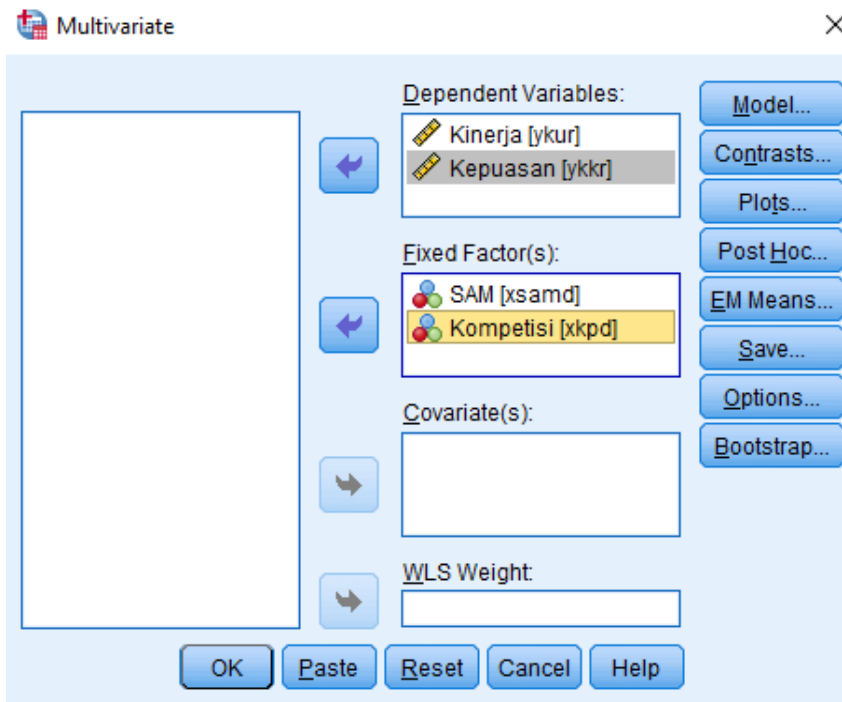 Multivariate
Dependent Variables:
Kinerja [ykur]
Kepuasan [ykkr]
Fixed Factor(s):
SAM [xsamd]
Kompetisi [xkpd]
Covariate(s):
WLS Weight:
Model...
Contrasts...
Plots...
Post Hoc...
EM Means...
Save...
Options...
Bootstrap...
OK Paste Reset Cancel Help